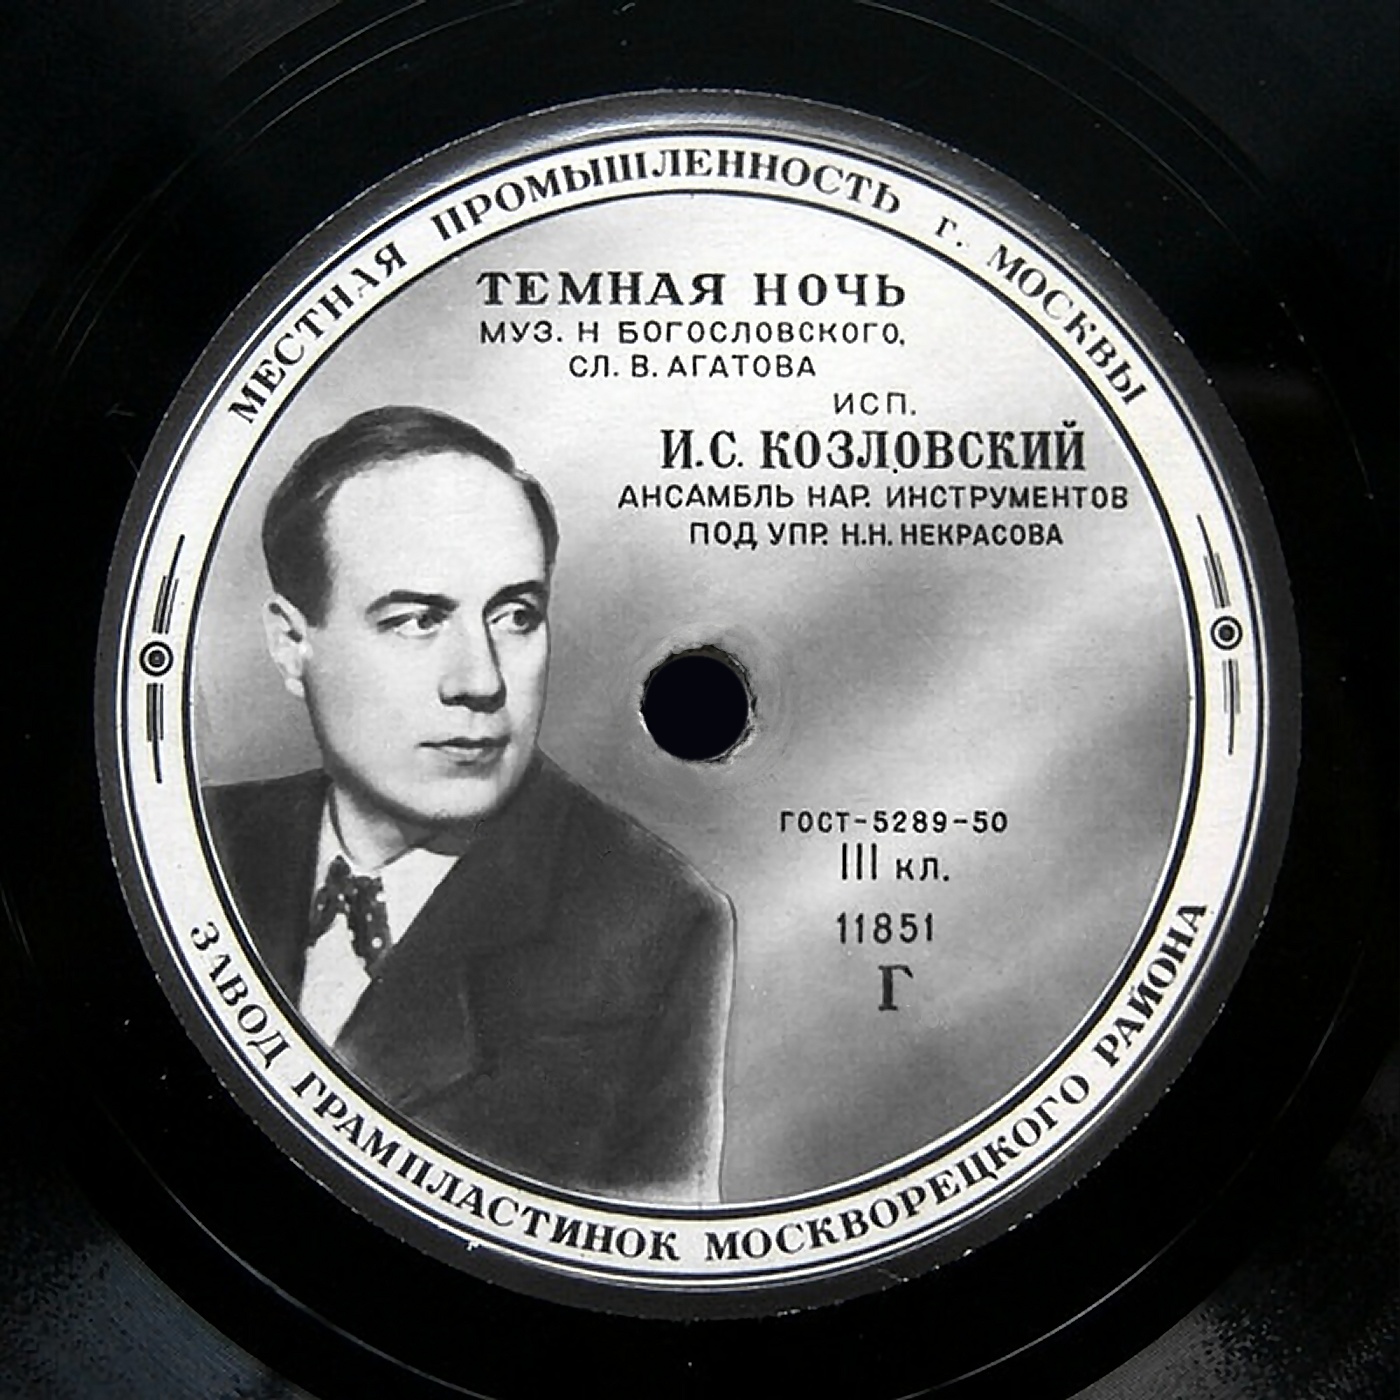 МЕСТНАЯ ПРОМЫШЛЕННОСТЬ г. МОСКВЫ
ТЕМНАЯ НОЧЬ
МУЗ. Н БОГОСЛОВСКОГО,
СЛ. В. АГАТОВА
ИСП.
И.С. КОЗЛОВСКИЙ
АНСАМБЛЬ НАР. ИНСТРУМЕНТОВ
ПОД УПР. Н.Н. НЕКРАСОВА
ГОСТ-5289-50
III кл.
11851
Г
ЗАВОД ГРАМПЛАСТИНОК МОСКВОРЕЦКОГО РАЙОНА